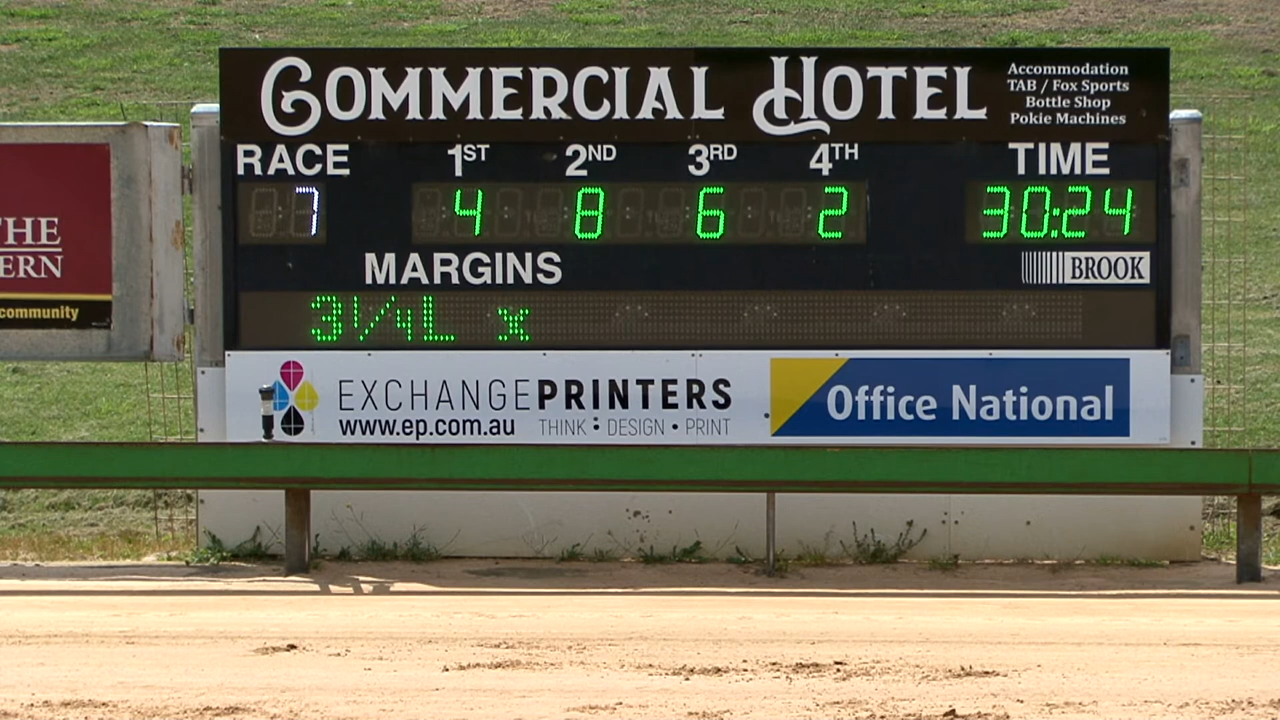 COMMERCIAL HOTEL
Accommodation
TAB / Fox Sports
Bottle Shop
Pokie Machines
RACE 1ST 2ND 3RD 4TH TIME
7 4 8 6 2 30:24
MARGINS
BROOK
3 1/4L x
THE
ERN
community
EXCHANGEPRINTERS
www.ep.com.au THINK : DESIGN • PRINT
Office National